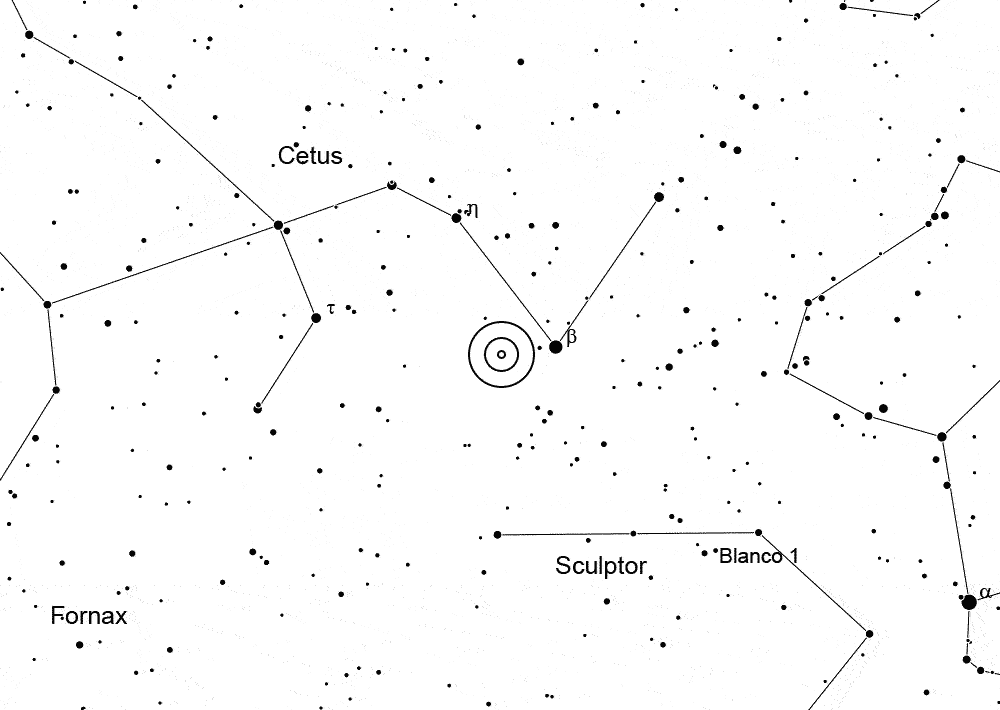 Cetus
η
τ
β
Blanco 1
Sculptor
α
Fornax